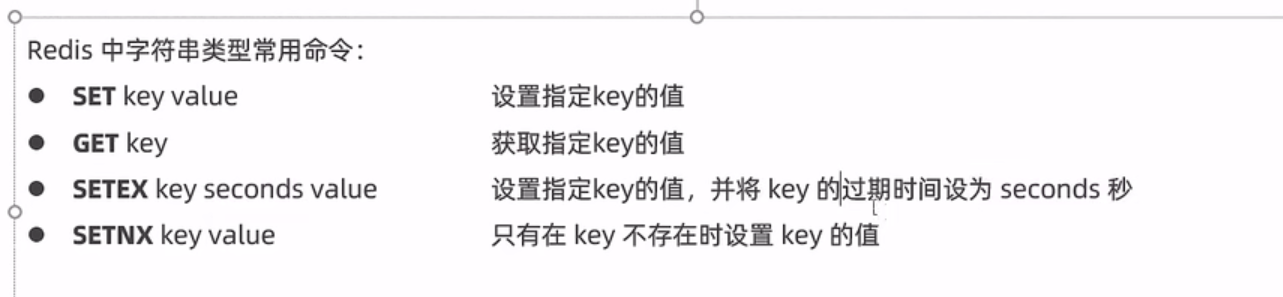 Redis 中字符串类型常用命令：
● SET key value 设置指定key的值
● GET key 获取指定key的值
● SETEX key seconds value 设置指定key的值，并将 key 的过期时间设为 seconds 秒
● SETNX key value 只有在 key 不存在时设置 key 的值